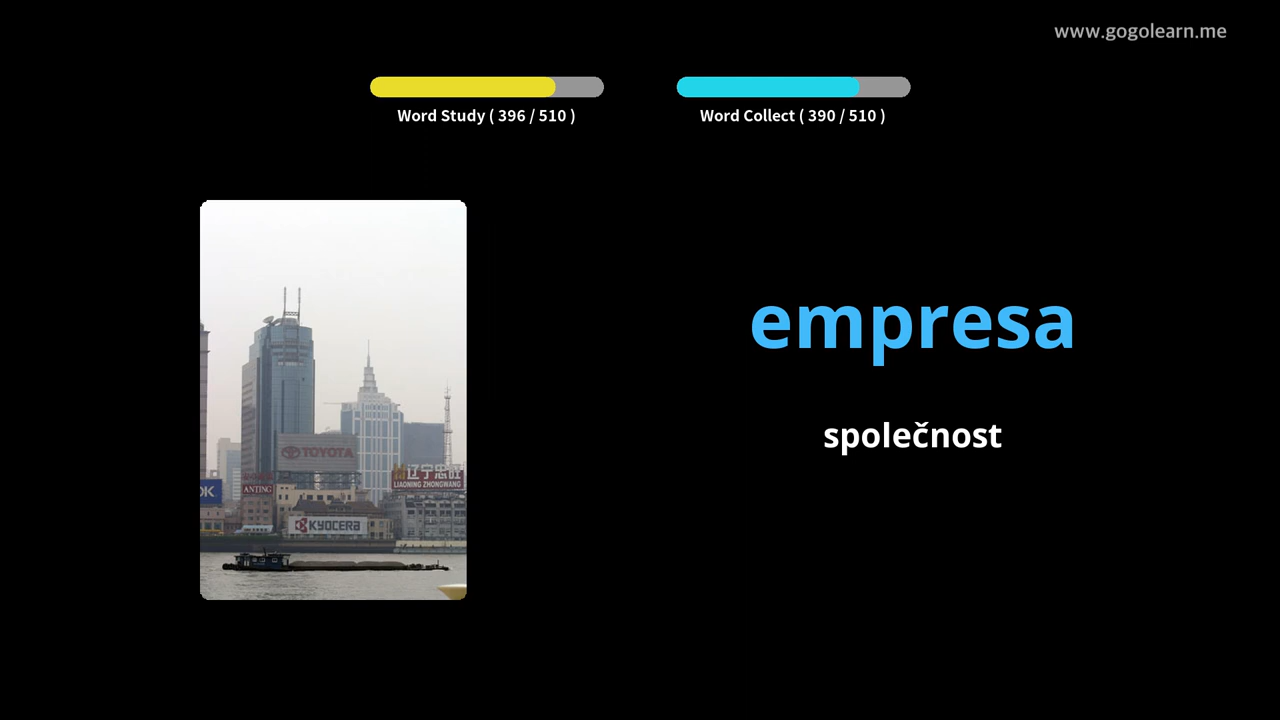 www.gogolearn.me
Word Study ( 396 / 510 )
Word Collect ( 390 / 510 )
empresa
společnost
TOYOTA
ANTING
辽宁忠旺
LIAONING ZHONGWANG
KYOCERA